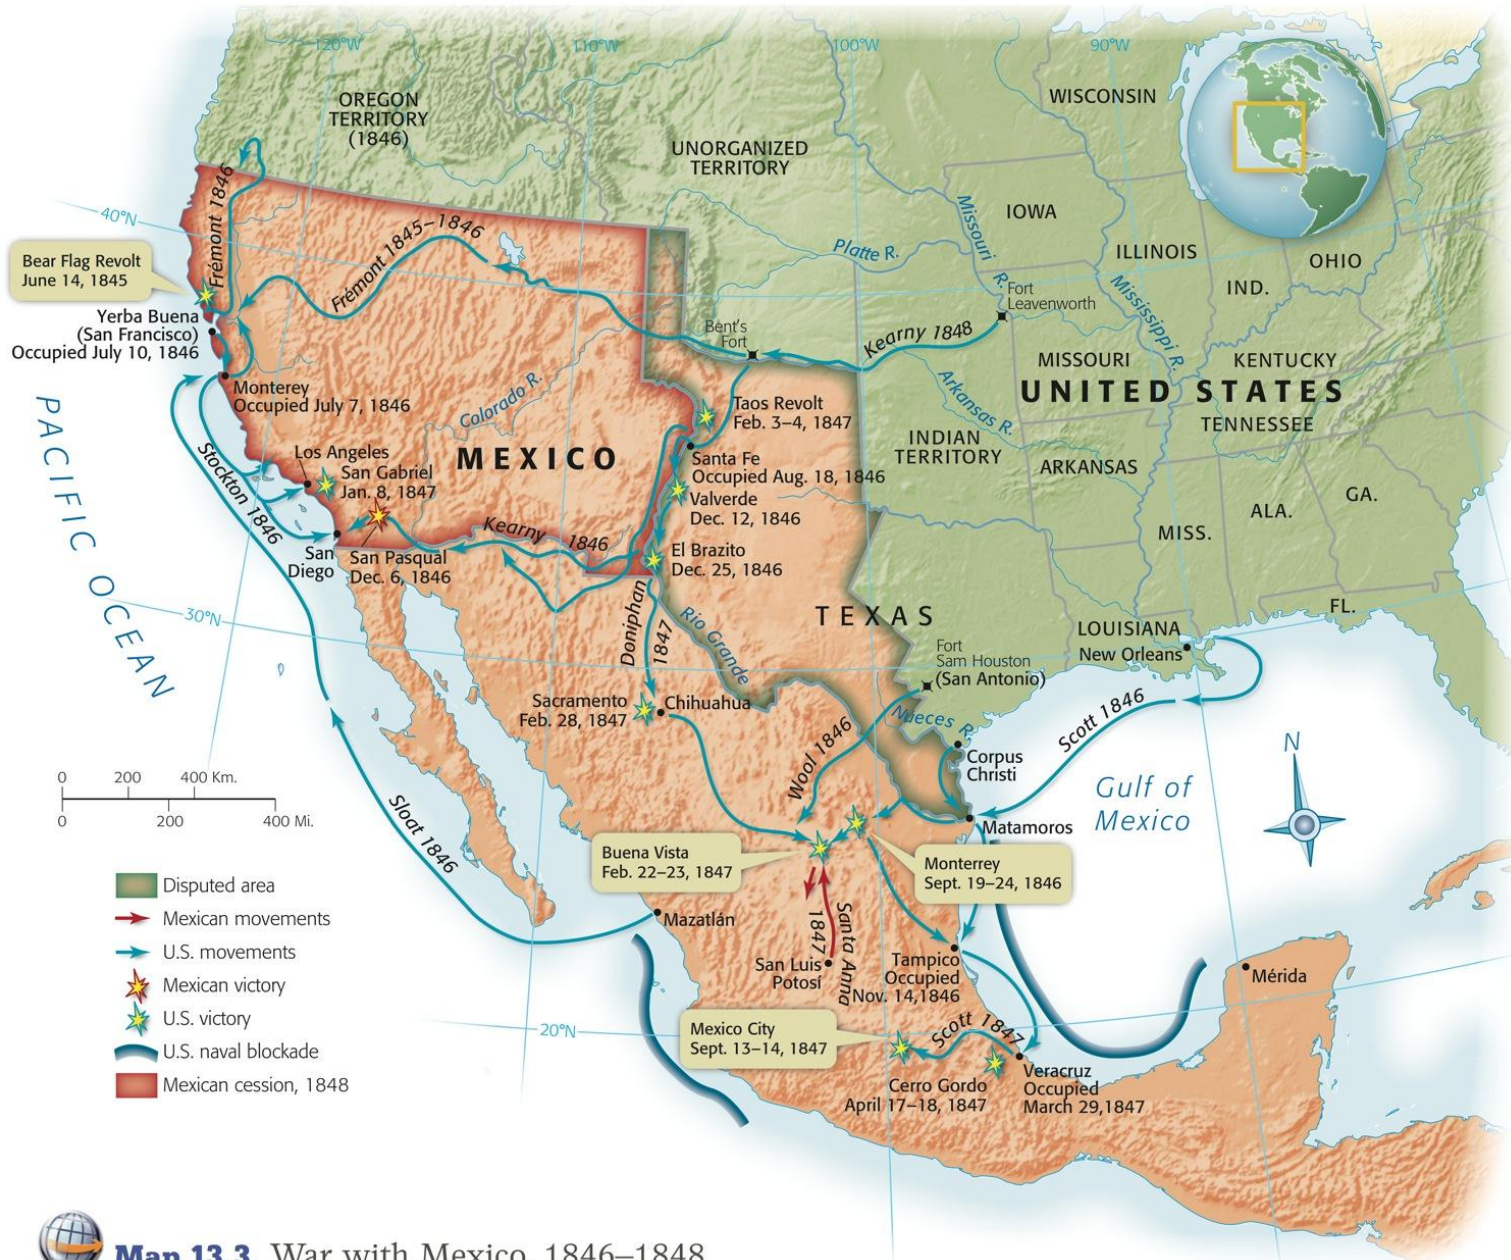 120°W
110°W
100°W
90°W
WISCONSIN
OREGON
TERRITORY
(1846)
UNORGANIZED
TERRITORY
40°N
Frémont 1846
Frémont 1845–1846
Missouri R.
IOWA
Platte R.
ILLINOIS
OHIO
IND.
Bear Flag Revolt
June 14, 1845
Fort
Leavenworth
Mississippi R.
Yerba Buena
(San Francisco)
Occupied July 10, 1846
Bent's
Fort
Kearny 1848
MISSOURI
KENTUCKY
UNITED STATES
Monterey
Occupied July 7, 1846
Colorado R.
Arkansas R.
TENNESSEE
Taos Revolt
Feb. 3–4, 1847
PACIFIC OCEAN
MEXICO
INDIAN
TERRITORY
ARKANSAS
Los Angeles
San Gabriel
Jan. 8, 1847
Santa Fe
Occupied Aug. 18, 1846
Stockton 1846
Valverde
Dec. 12, 1846
GA.
ALA.
MISS.
Kearny 1846
San
Diego
San Pasqual
Dec. 6, 1846
El Brazito
Dec. 25, 1846
30°N
Doniphan
1847
Rio Grande
TEXAS
FL.
LOUISIANA
New Orleans
Fort
Sam Houston
(San Antonio)
Sacramento
Feb. 28, 1847
Chihuahua
Nueces R.
Scott 1846
Wool 1846
Corpus
Christi
N
0 200 400 Km.
0 200 400 Mi.
Gulf of
Mexico
Sloat 1846
Matamoros
Buena Vista
Feb. 22–23, 1847
Monterrey
Sept. 19–24, 1846
Disputed area
Mexican movements
U.S. movements
Mexican victory
U.S. victory
U.S. naval blockade
Mexican cession, 1848
Mazatlán
Santa Anna
1847
San Luis
Potosí
Tampico
Occupied
Nov. 14,1846
Mérida
20°N
Mexico City
Sept. 13–14, 1847
Scott 1847
Veracruz
Occupied
March 29,1847
Cerro Gordo
April 17–18, 1847
Map 13.3 War with Mexico, 1846–1848